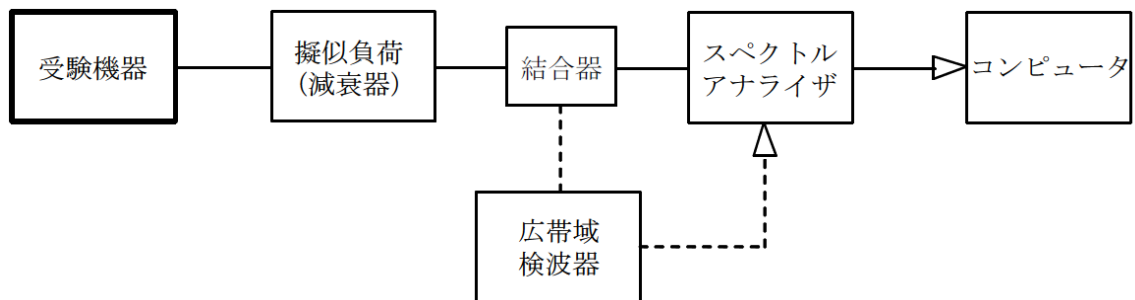 受験機器
擬似負荷
(減衰器)
結合器
スペクトル
アナライザ
コンピュータ
広帯域
検波器